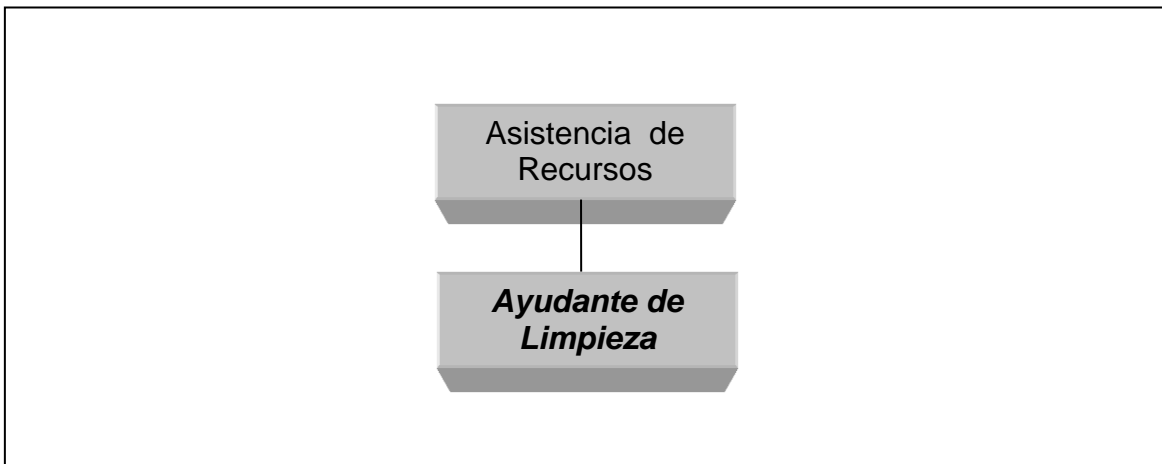 Asistencia de
Recursos
Ayudante de
Limpieza